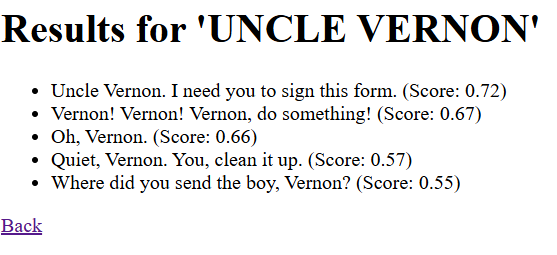 Results for 'UNCLE VERNON'
Uncle Vernon. I need you to sign this form. (Score: 0.72)
Vernon! Vernon! Vernon, do something! (Score: 0.67)
Oh, Vernon. (Score: 0.66)
Quiet, Vernon. You, clean it up. (Score: 0.57)
Where did you send the boy, Vernon? (Score: 0.55)
Back